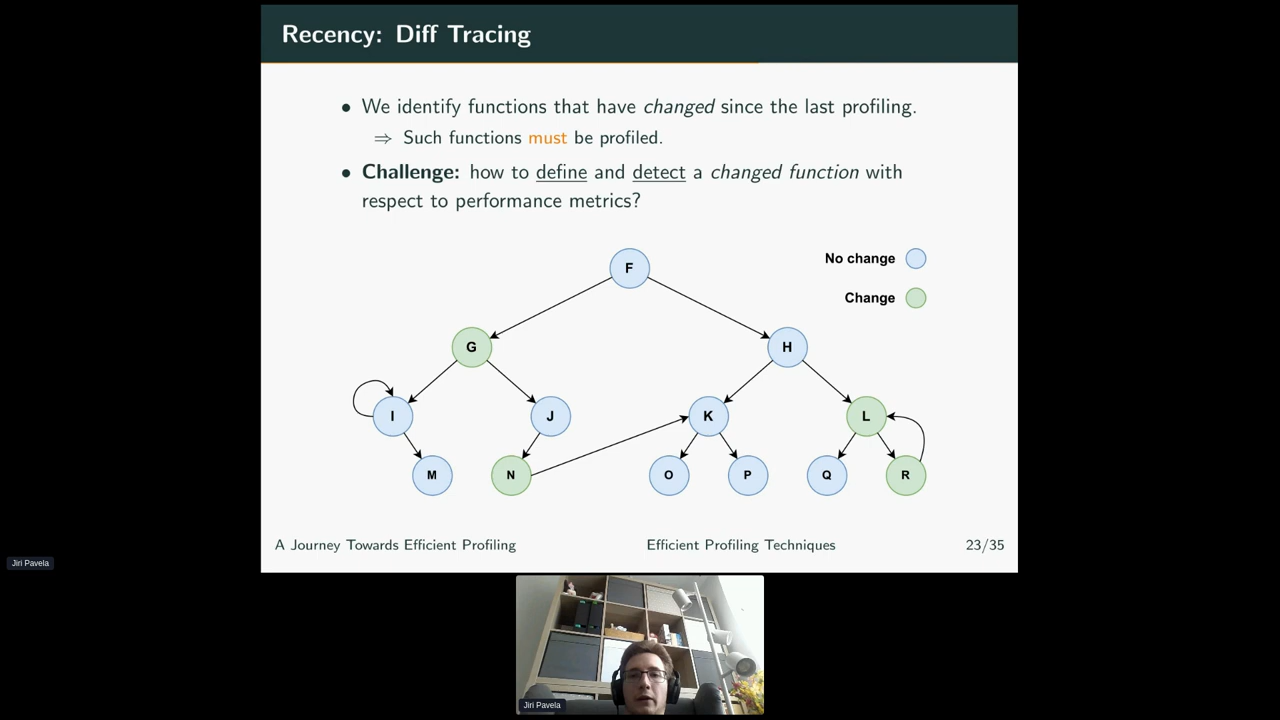 Recency: Diff Tracing
• We identify functions that have changed since the last profiling.
⇒ Such functions must be profiled.
• Challenge: how to define and detect a changed function with
respect to performance metrics?
No change
Change
F
G
H
I
J
K
L
M
N
O
P
Q
R
A Journey Towards Efficient Profiling
Efficient Profiling Techniques
23/35
Jiri Pavela
Jiri Pavela